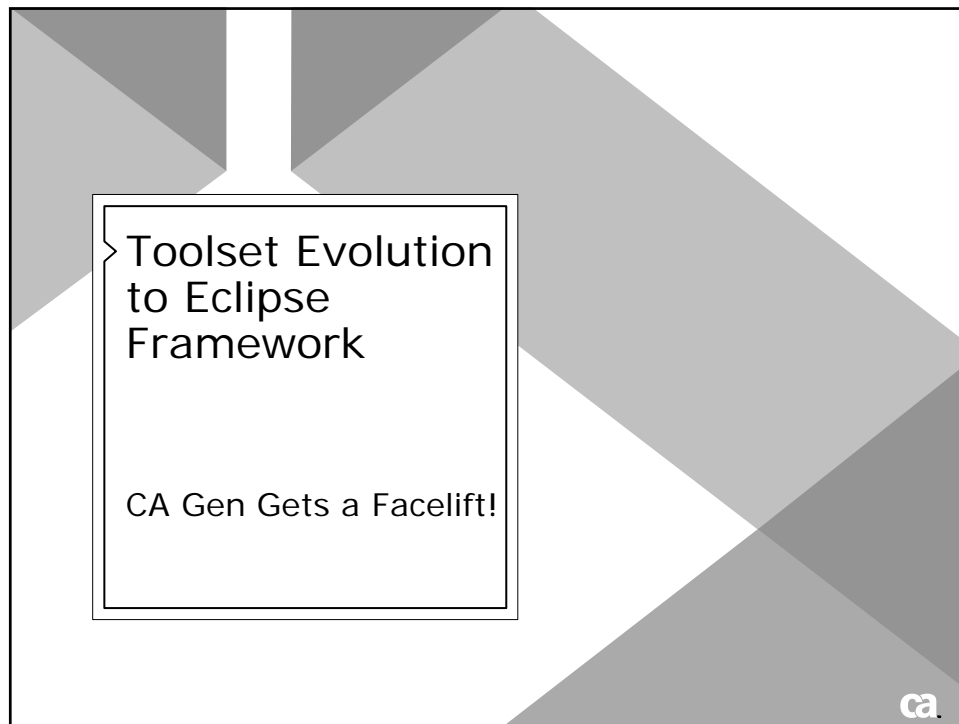 Toolset Evolution
to Eclipse
Framework
CA Gen Gets a Facelift!
ca